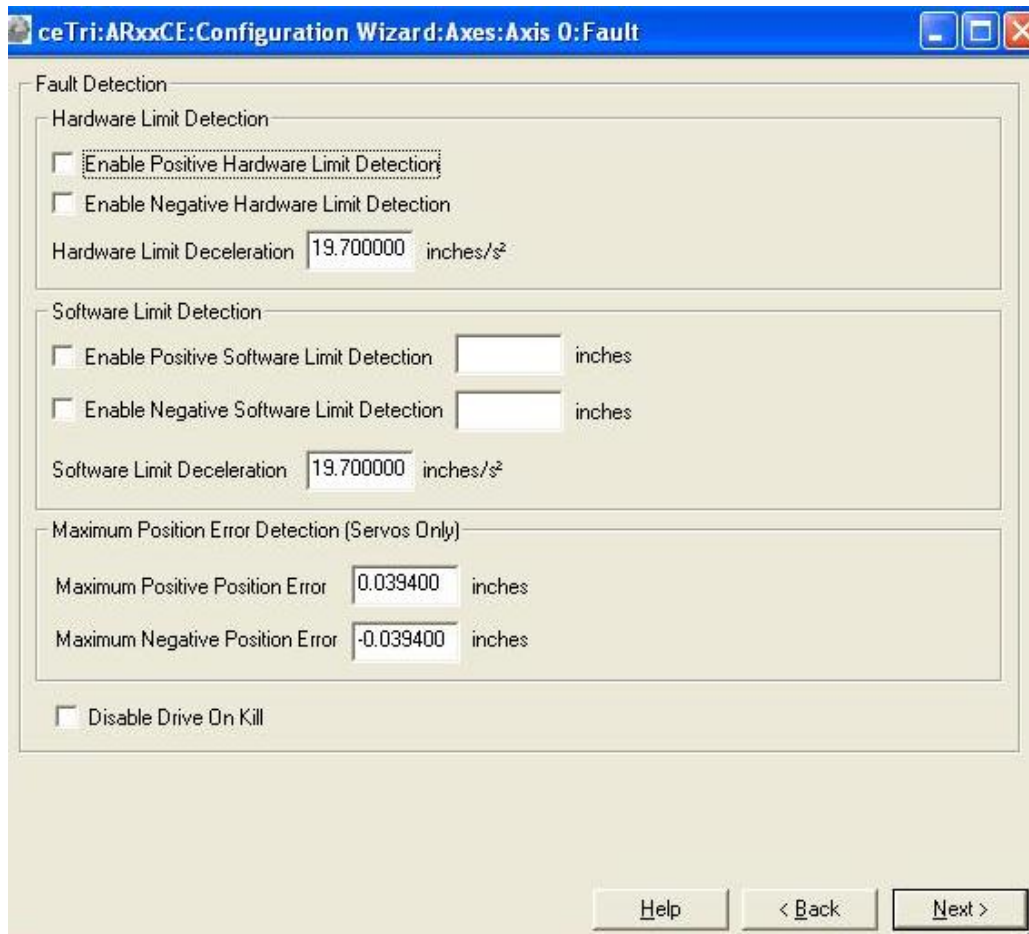 ceTri:ARxxCE:Configuration Wizard:Axes:Axis 0:Fault
Fault Detection
Hardware Limit Detection
Enable Positive Hardware Limit Detection
Enable Negative Hardware Limit Detection
Hardware Limit Deceleration 19.700000 inches/s²
Software Limit Detection
Enable Positive Software Limit Detection inches
Enable Negative Software Limit Detection inches
Software Limit Deceleration 19.700000 inches/s²
Maximum Position Error Detection (Servos Only)
Maximum Positive Position Error 0.039400 inches
Maximum Negative Position Error -0.039400 inches
Disable Drive On Kill
Help < Back Next >